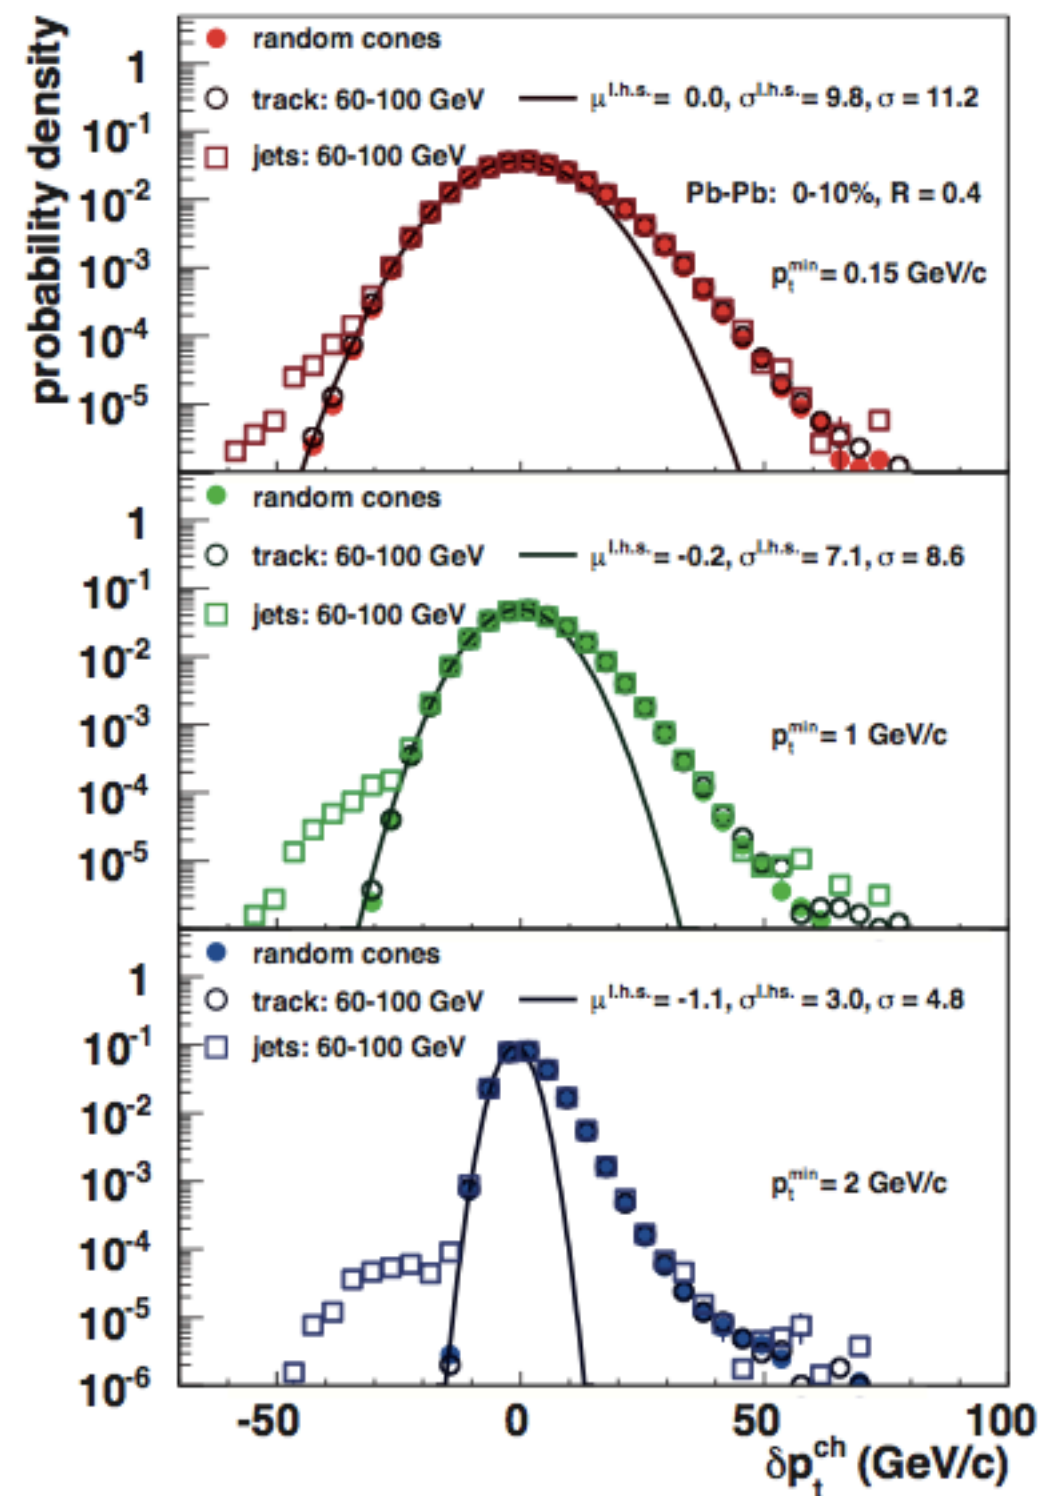 probability density
random cones
track: 60-100 GeV
μ^l.h.s. = 0.0, σ^l.h.s. = 9.8, σ = 11.2
jets: 60-100 GeV
Pb-Pb: 0-10%, R = 0.4
p_t^min = 0.15 GeV/c
1
10^-1
10^-2
10^-3
10^-4
10^-5
random cones
track: 60-100 GeV
μ^l.h.s. = -0.2, σ^l.h.s. = 7.1, σ = 8.6
jets: 60-100 GeV
p_t^min = 1 GeV/c
1
10^-1
10^-2
10^-3
10^-4
10^-5
random cones
track: 60-100 GeV
μ^l.h.s. = -1.1, σ^l.hs. = 3.0, σ = 4.8
jets: 60-100 GeV
p_t^min = 2 GeV/c
1
10^-1
10^-2
10^-3
10^-4
10^-5
10^-6
-50 0 50 100
δp_t^ch (GeV/c)